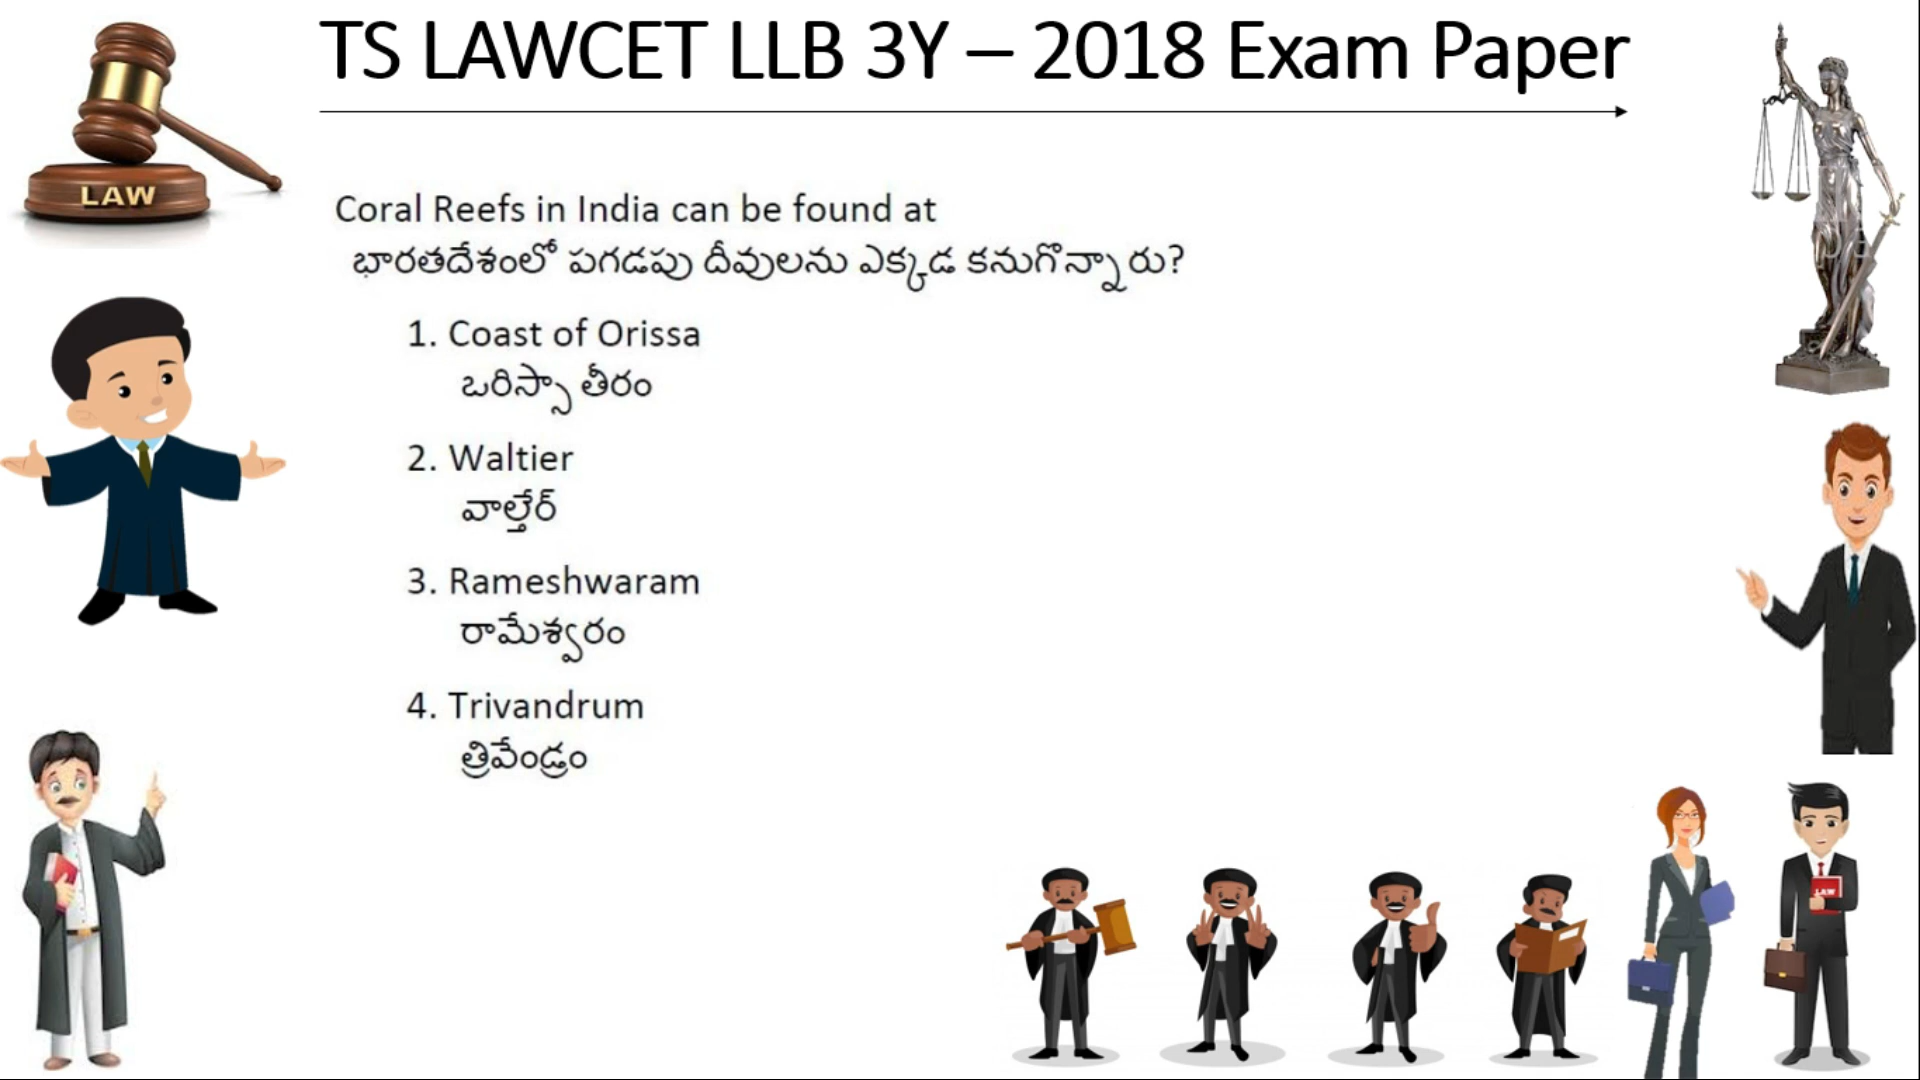 TS LAWCET LLB 3Y – 2018 Exam Paper
LAW
Coral Reefs in India can be found at
భారతదేశంలో పగడపు దీవులను ఎక్కడ కనుగొన్నారు?
1. Coast of Orissa
ఒరిస్సా తీరం
2. Waltier
వాల్తేర్
3. Rameshwaram
రామేశ్వరం
4. Trivandrum
త్రివేండ్రం
LAW